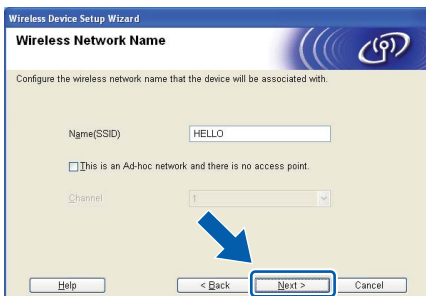 Wireless Device Setup Wizard
Wireless Network Name
Configure the wireless network name that the device will be associated with.
Name(SSID) HELLO
This is an Ad-hoc network and there is no access point.
Channel 1
Help < Back Next > Cancel